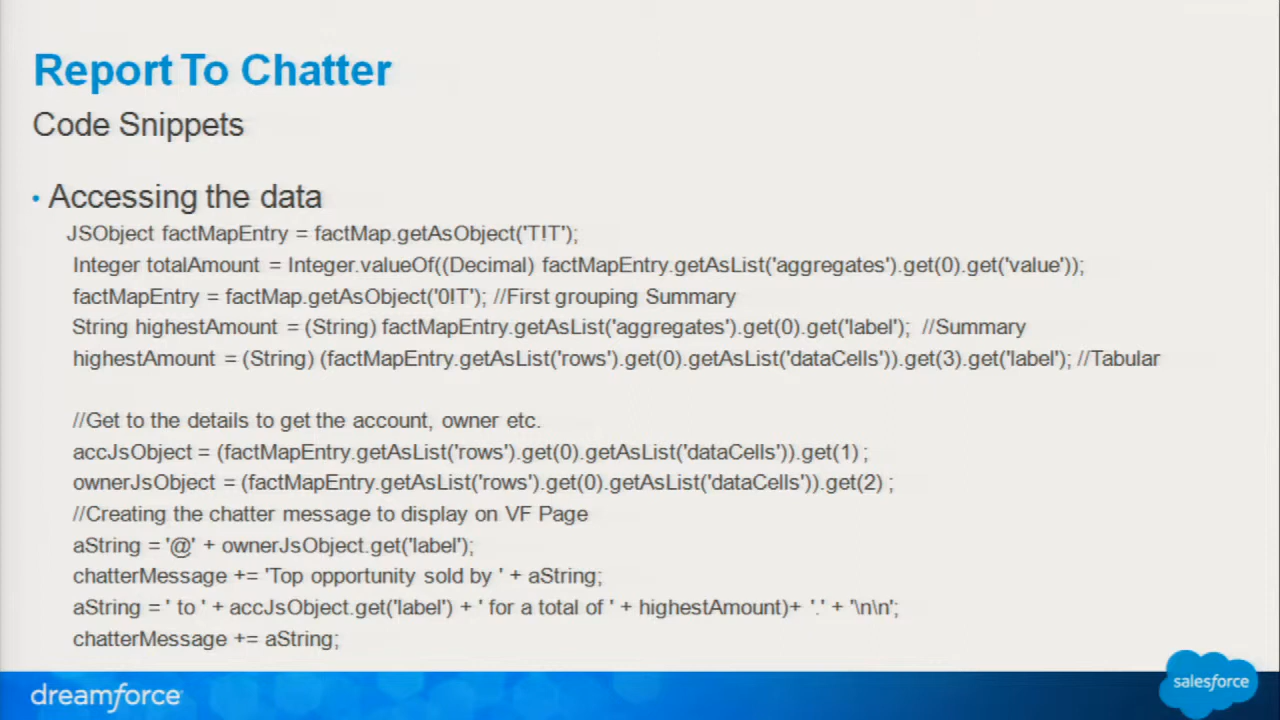 Report To Chatter
Code Snippets
• Accessing the data
JSObject factMapEntry = factMap.getAsObject('T!T');
Integer totalAmount = Integer.valueOf((Decimal) factMapEntry.getAsList('aggregates').get(0).get('value'));
factMapEntry = factMap.getAsObject('0!T'); //First grouping Summary
String highestAmount = (String) factMapEntry.getAsList('aggregates').get(0).get('label'); //Summary
highestAmount = (String) (factMapEntry.getAsList('rows').get(0).getAsList('dataCells')).get(3).get('label'); //Tabular
//Get to the details to get the account, owner etc.
accJsObject = (factMapEntry.getAsList('rows').get(0).getAsList('dataCells')).get(1) ;
ownerJsObject = (factMapEntry.getAsList('rows').get(0).getAsList('dataCells')).get(2) ;
//Creating the chatter message to display on VF Page
aString = '@' + ownerJsObject.get('label');
chatterMessage += 'Top opportunity sold by ' + aString;
aString = ' to ' + accJsObject.get('label') + ' for a total of ' + highestAmount)+ '.' + '\n\n';
chatterMessage += aString;
dreamforce
salesforce